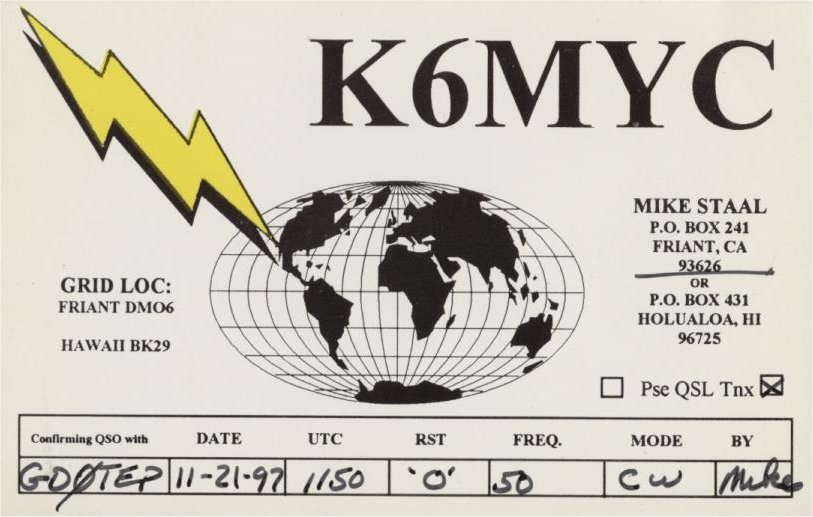 K6MYC
MIKE STAAL
P.O. BOX 241
FRIANT, CA
93626
OR
P.O. BOX 431
HOLUALOA, HI
96725
GRID LOC:
FRIANT DMO6
HAWAII BK29
Pse QSL Tnx
Confirming QSO with DATE UTC RST FREQ. MODE BY
GDØTEP 11-21-97 1150 'O' 50 CW Mike